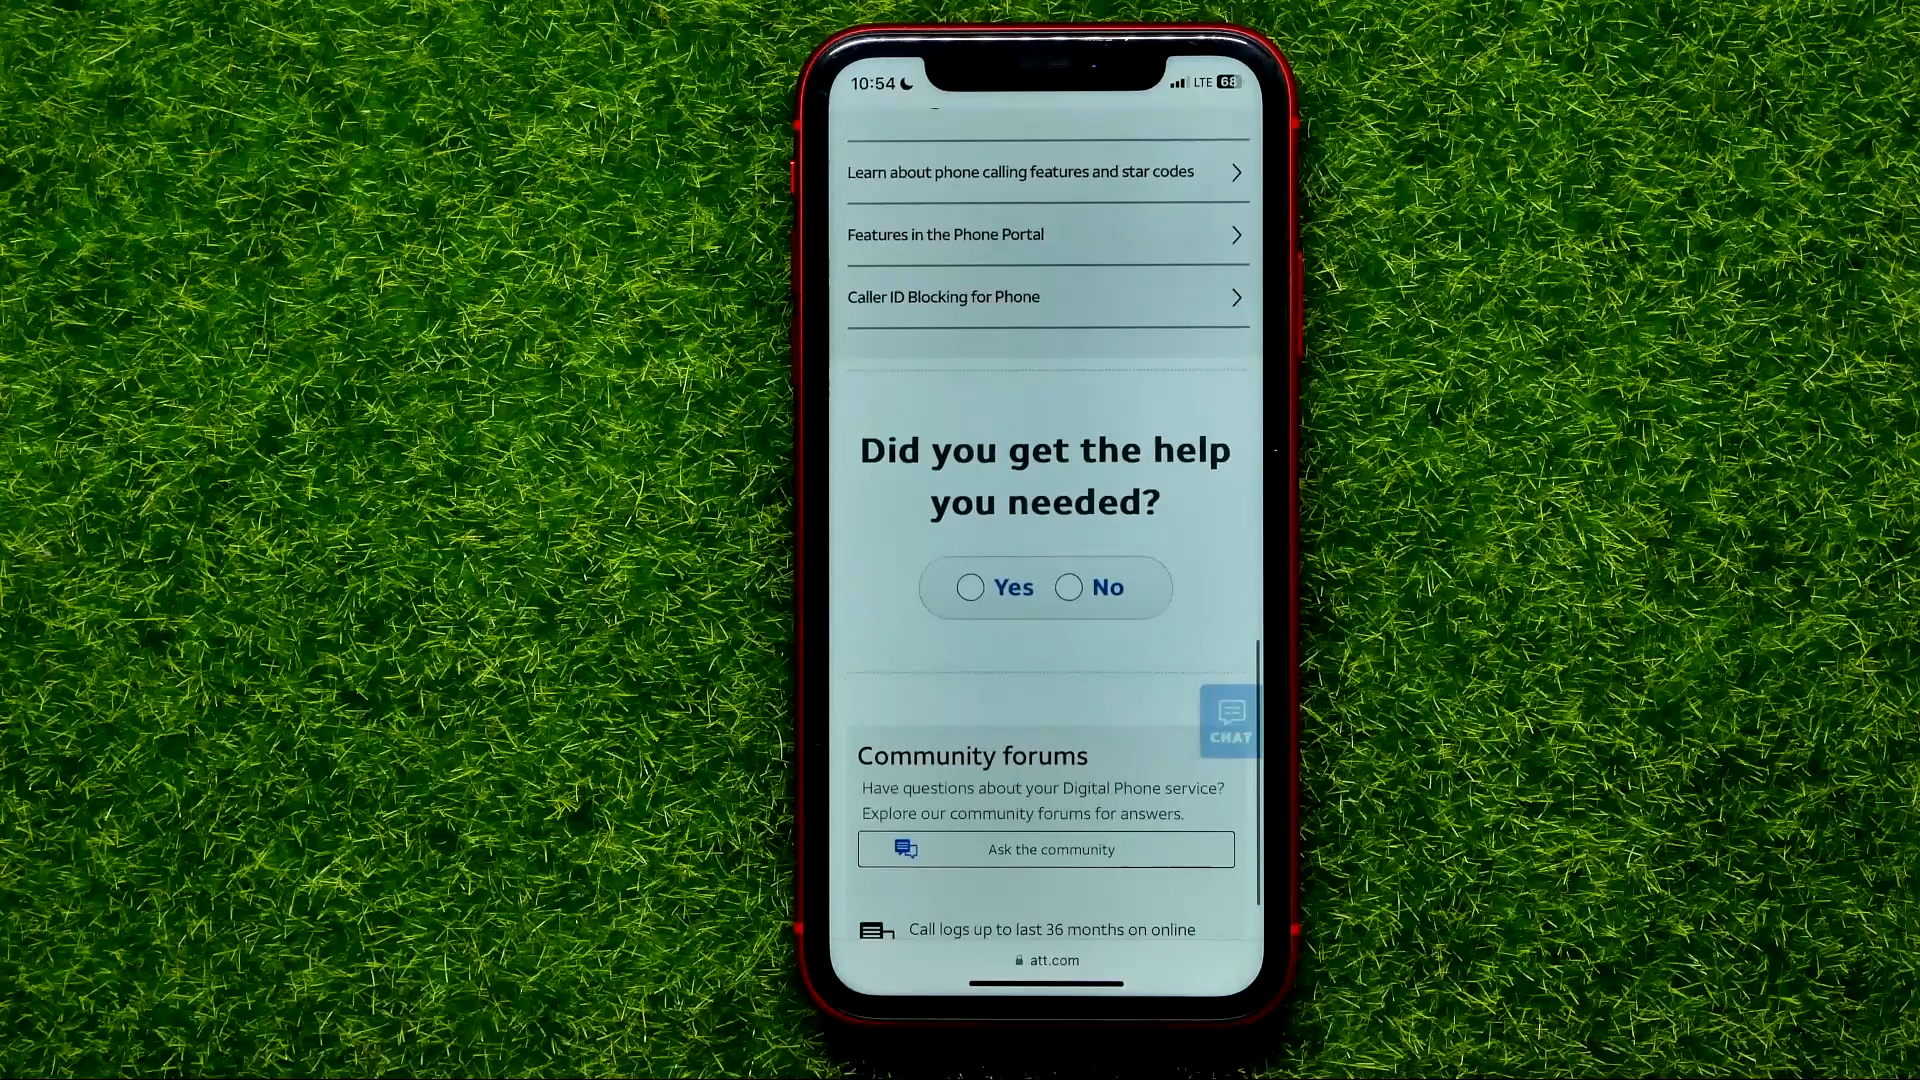 10:54
LTE 68
Learn about phone calling features and star codes
Features in the Phone Portal
Caller ID Blocking for Phone
Did you get the help
you needed?
Yes No
CHAT
Community forums
Have questions about your Digital Phone service?
Explore our community forums for answers.
Ask the community
Call logs up to last 36 months on online
att.com